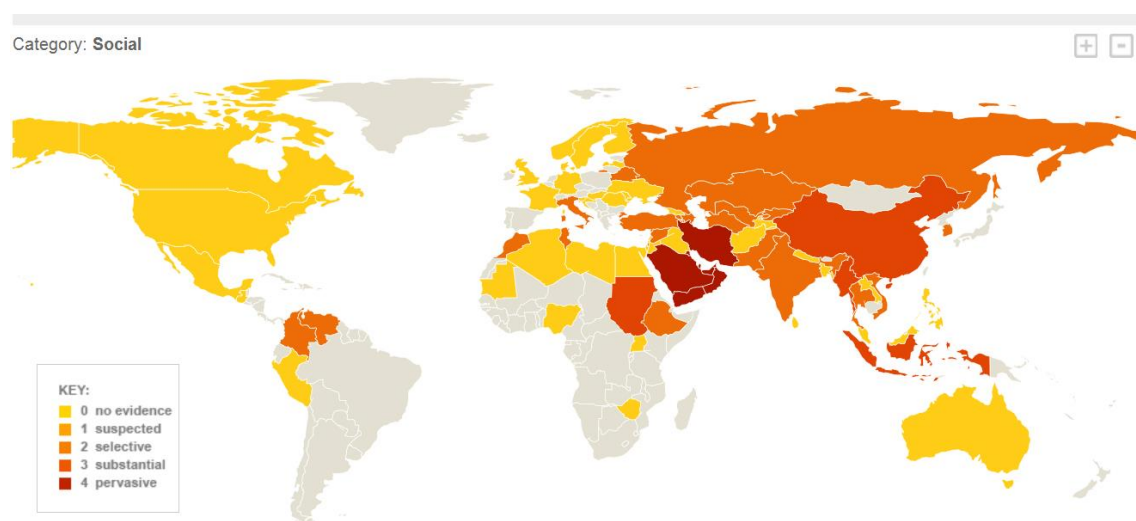 Category: Social
KEY:
0 no evidence
1 suspected
2 selective
3 substantial
4 pervasive